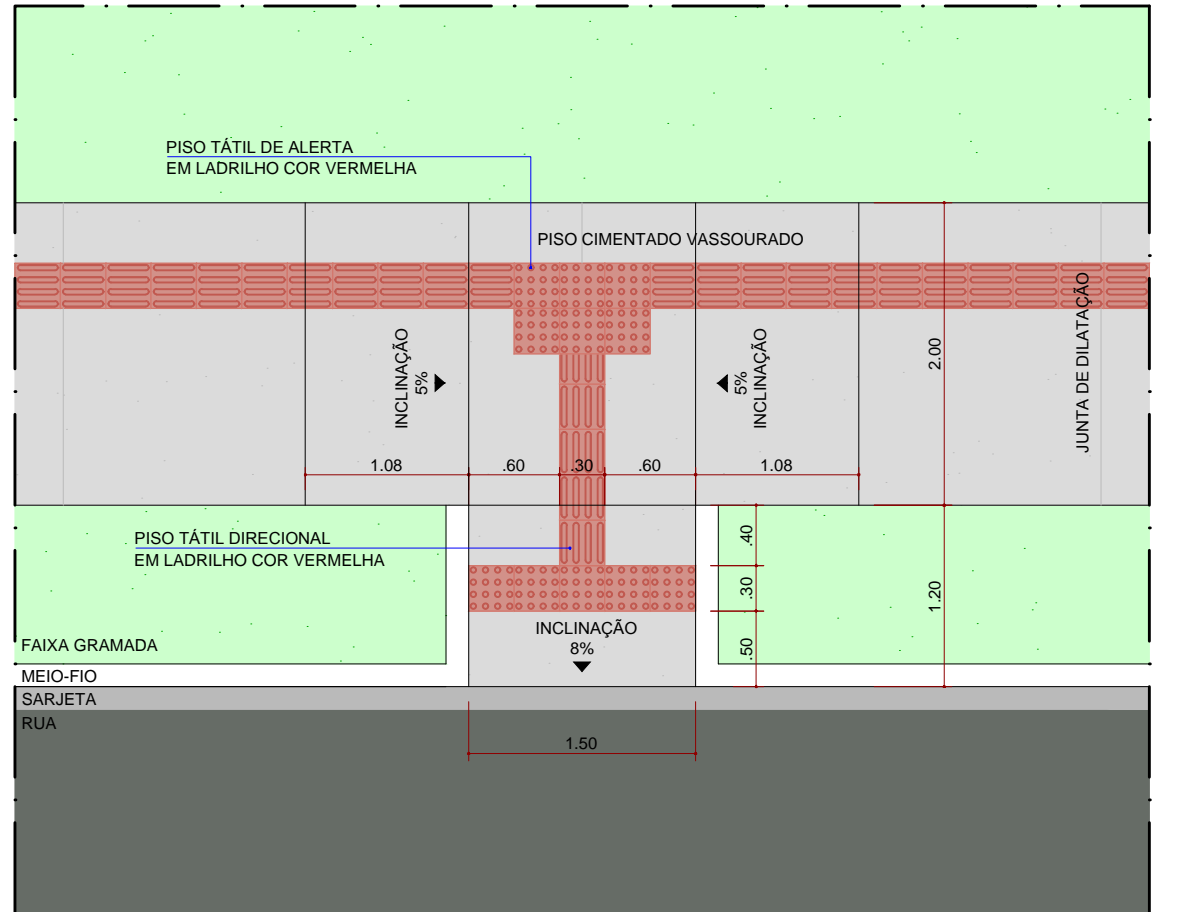 PISO TÁTIL DE ALERTA
EM LADRILHO COR VERMELHA
PISO CIMENTADO VASSOURADO
INCLINAÇÃO
5%
5%
INCLINAÇÃO
2.00
JUNTA DE DILATAÇÃO
1.08
.60
.30
.60
1.08
PISO TÁTIL DIRECIONAL
EM LADRILHO COR VERMELHA
.40
.30
.50
1.20
INCLINAÇÃO
8%
FAIXA GRAMADA
MEIO-FIO
SARJETA
RUA
1.50